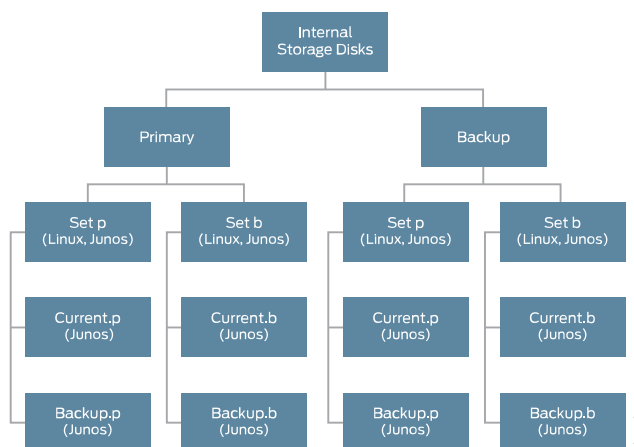 Internal
Storage Disks
Primary
Backup
Set p
(Linux, Junos)
Set b
(Linux, Junos)
Set p
(Linux, Junos)
Set b
(Linux, Junos)
Current.p
(Junos)
Current.b
(Junos)
Current.p
(Junos)
Current.b
(Junos)
Backup.p
(Junos)
Backup.b
(Junos)
Backup.p
(Junos)
Backup.b
(Junos)